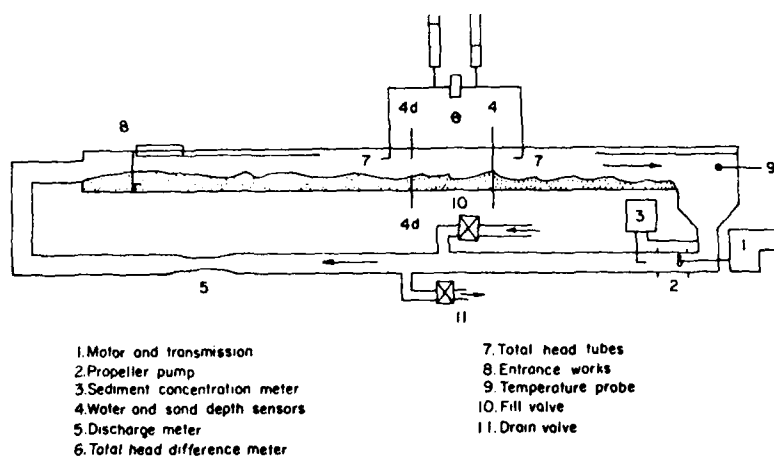 4d
4
8
6
7
7
9
10
3
4d
1
5
2
11
1. Motor and transmission
2. Propeller pump
3. Sediment concentration meter
4. Water and sand depth sensors
5. Discharge meter
6. Total head difference meter
7. Total head tubes
8. Entrance works
9. Temperature probe
10. Fill valve
11. Drain valve